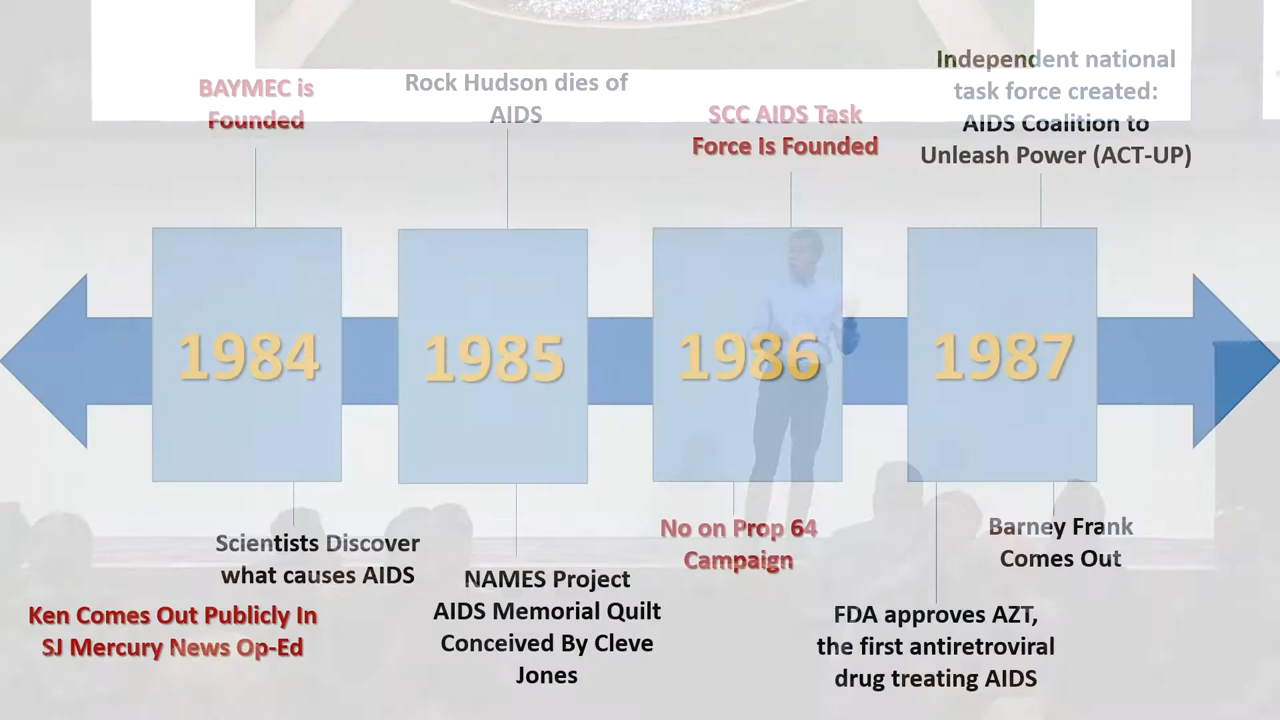 BAYMEC is
Founded
Rock Hudson dies of
AIDS
SCC AIDS Task
Force Is Founded
Independent national
task force created:
AIDS Coalition to
Unleash Power (ACT-UP)
1984
1985
1986
1987
Scientists Discover
what causes AIDS
Ken Comes Out Publicly In
SJ Mercury News Op-Ed
NAMES Project
AIDS Memorial Quilt
Conceived By Cleve
Jones
No on Prop 64
Campaign
FDA approves AZT,
the first antiretroviral
drug treating AIDS
Barney Frank
Comes Out